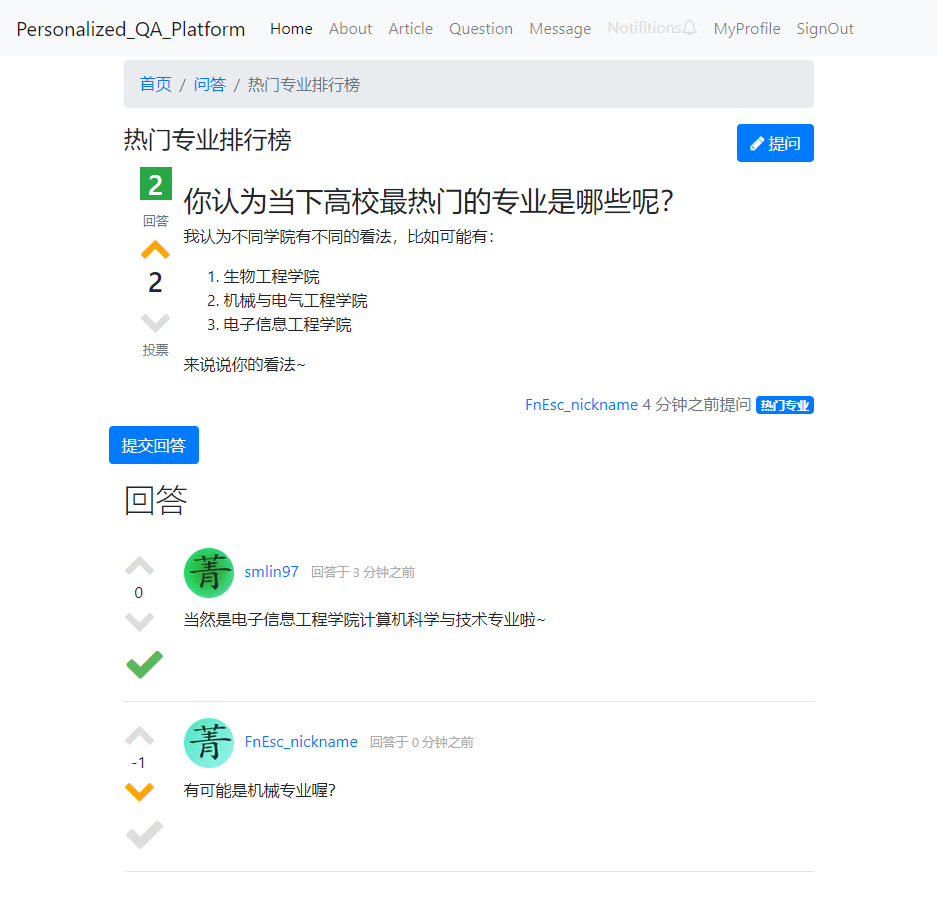 Personalized_QA_Platform Home About Article Question Message Notifitions MyProfile SignOut
首页 / 问答 / 热门专业排行榜
热门专业排行榜
提问
2
回答
2
投票
你认为当下高校最热门的专业是哪些呢？
我认为不同学院有不同的看法，比如可能有：
1. 生物工程学院
2. 机械与电气工程学院
3. 电子信息工程学院
来说说你的看法~
FnEsc_nickname 4 分钟之前提问 热门专业
提交回答
回答
0
菁
smlin97 回答于 3 分钟之前
当然是电子信息工程学院计算机科学与技术专业啦~
-1
菁
FnEsc_nickname 回答于 0 分钟之前
有可能是机械专业喔？